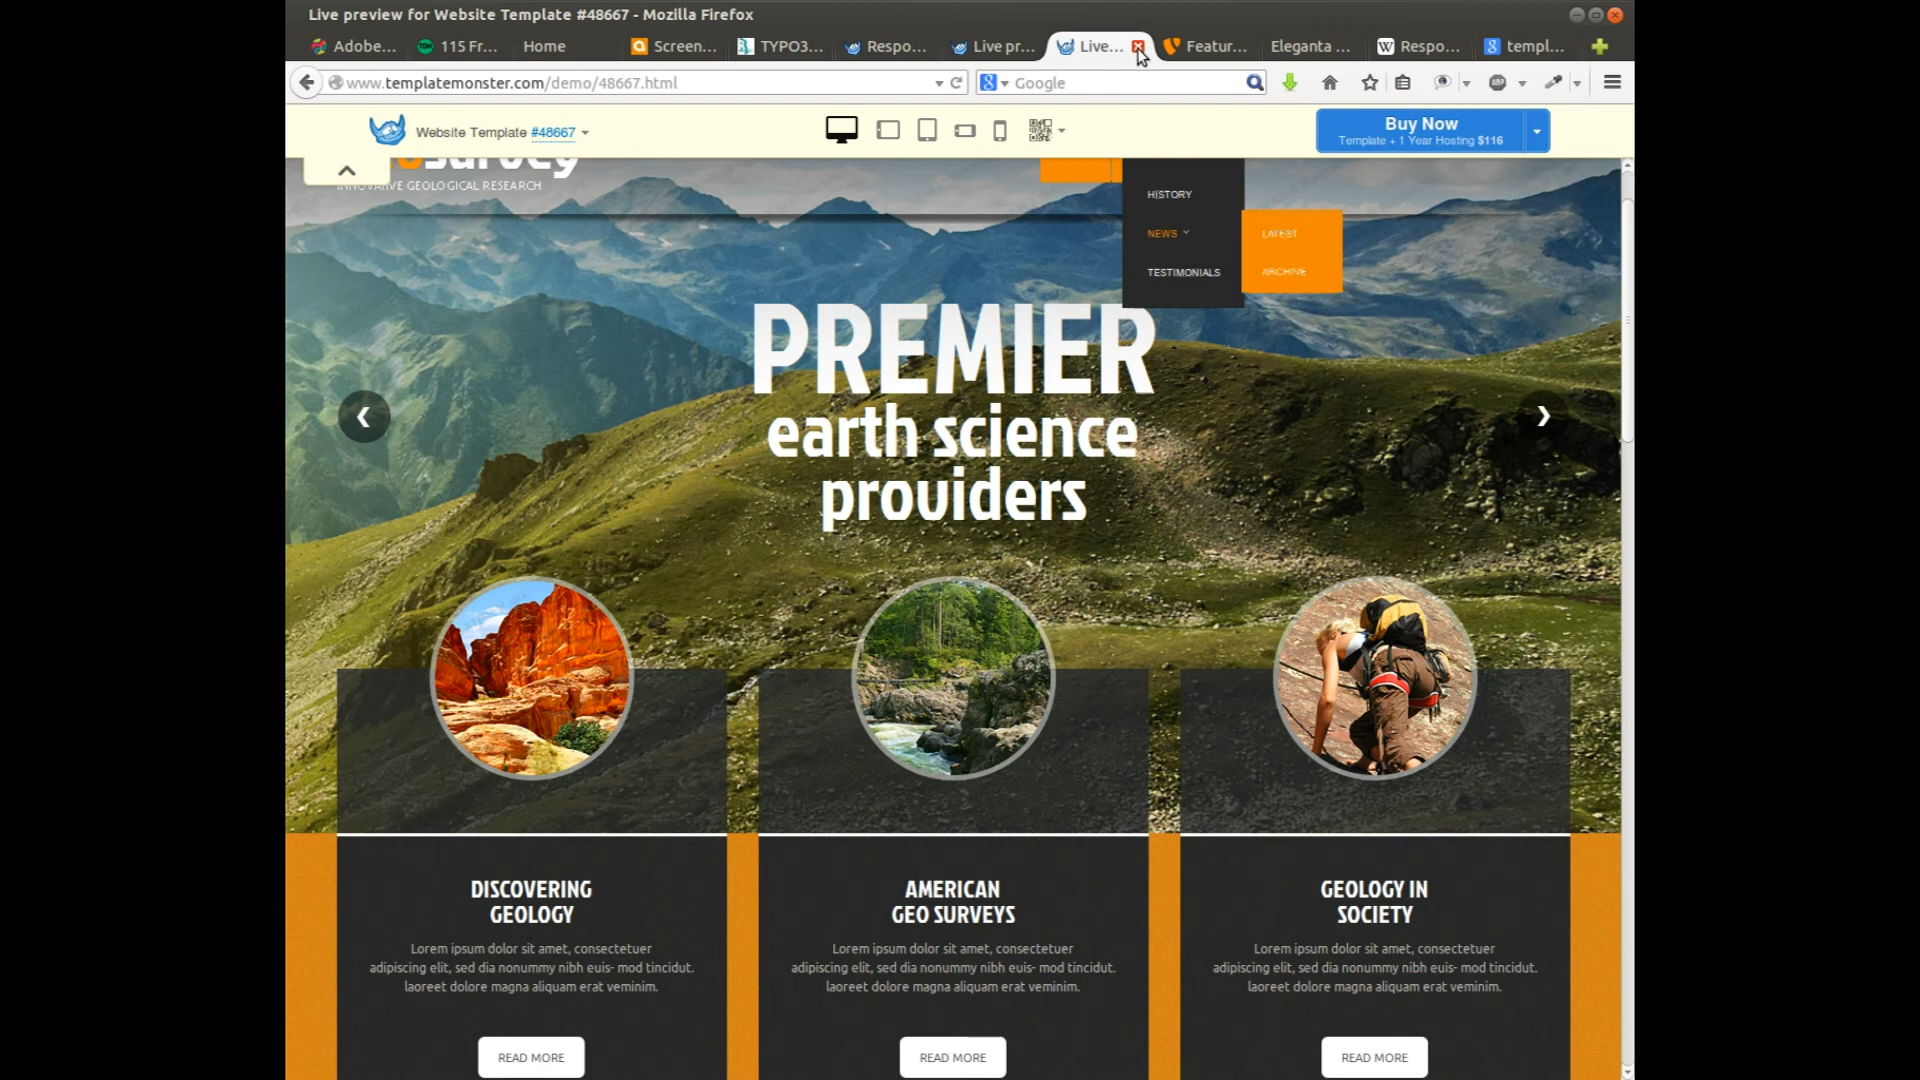 Live preview for Website Template #48667 - Mozilla Firefox
Adobe... 115 Fr... Home Screen... TYPO3... Respo... Live pr... Live... Featur... Eleganta ... Respo... templ...
www.templatemonster.com/demo/48667.html Google
Website Template #48667 Buy Now
Template + 1 Year Hosting $116
survey
INNOVATIVE GEOLOGICAL RESEARCH
HISTORY
NEWS LATEST
TESTIMONIALS ARCHIVE
PREMIER
earth science
providers
DISCOVERING
GEOLOGY
Lorem ipsum dolor sit amet, consectetuer
adipiscing elit, sed dia nonummy nibh euis- mod tincidut.
laoreet dolore magna aliquam erat veminim.
READ MORE
AMERICAN
GEO SURVEYS
Lorem ipsum dolor sit amet, consectetuer
adipiscing elit, sed dia nonummy nibh euis- mod tincidut.
laoreet dolore magna aliquam erat veminim.
READ MORE
GEOLOGY IN
SOCIETY
Lorem ipsum dolor sit amet, consectetuer
adipiscing elit, sed dia nonummy nibh euis- mod tincidut.
laoreet dolore magna aliquam erat veminim.
READ MORE